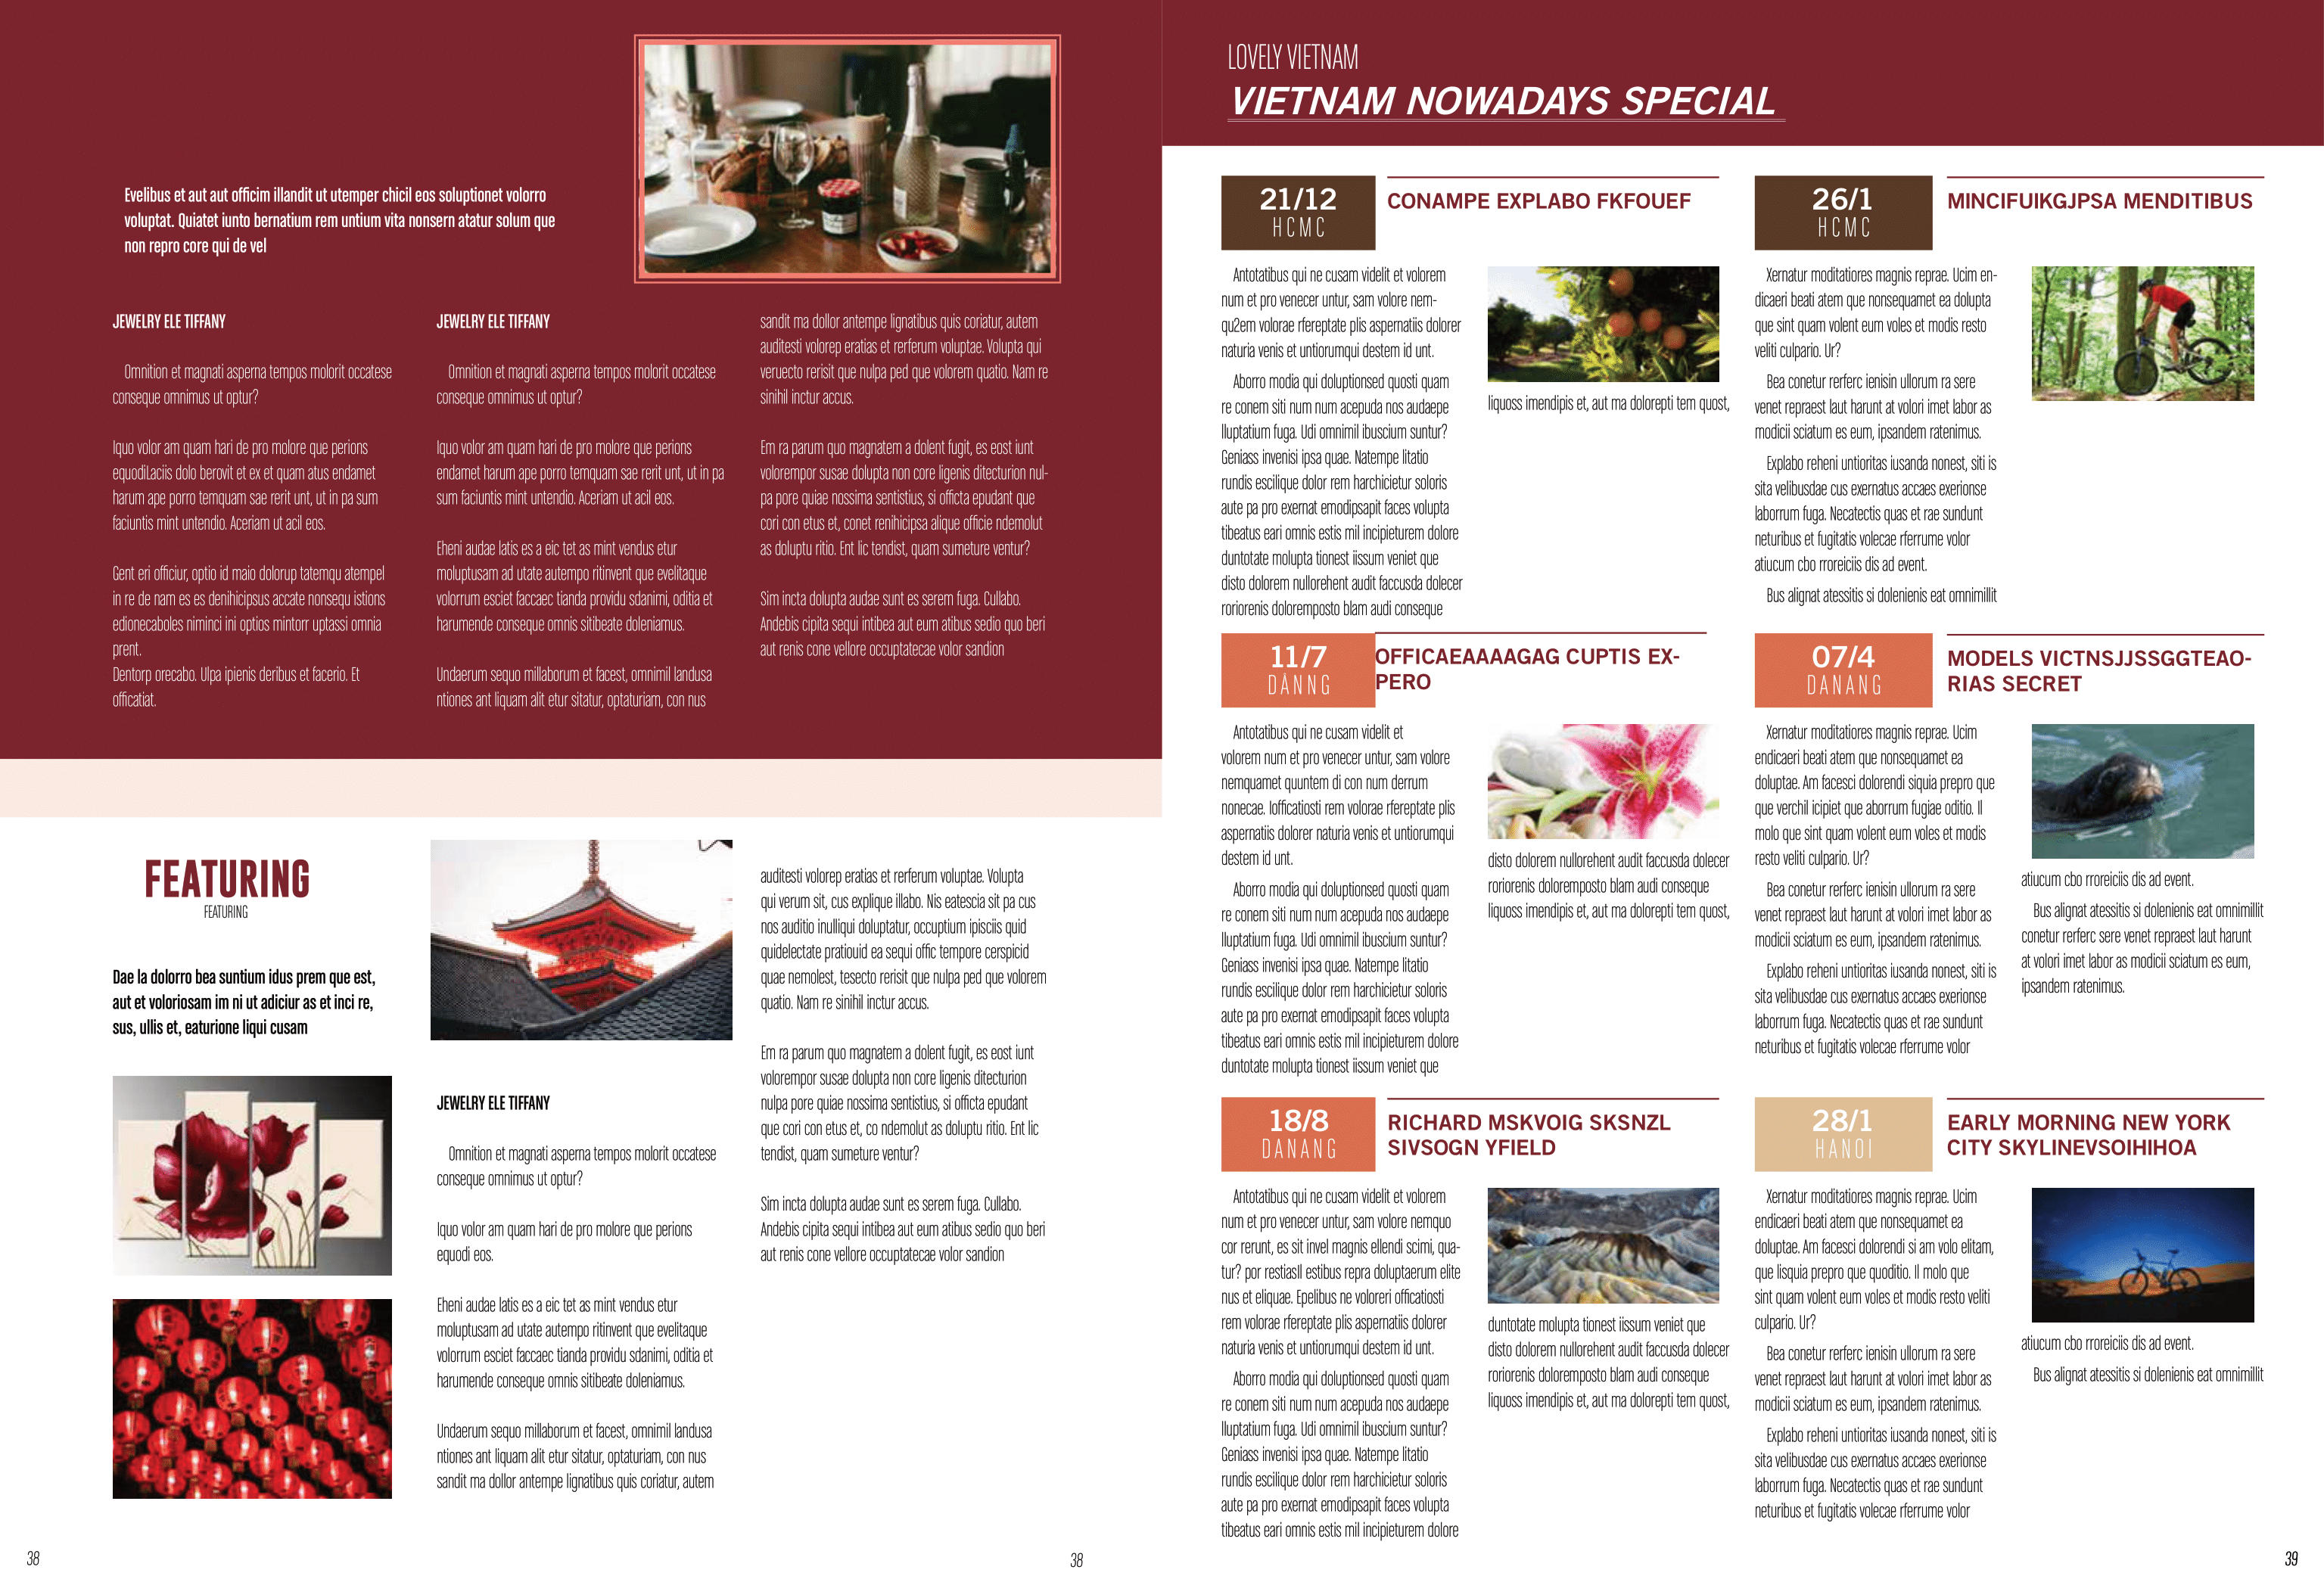 Evelibus et aut aut officim illandit ut utemper chicil eos soluptionet volorro
voluptat. Quiatet iunto bernatium rem untium vita nonsern atatur solum que
non repro core qui de vel
JEWELRY ELE TIFFANY
Omnition et magnati asperna tempos molorit occatese
conseque omnimus ut optur?
Iquo volor am quam hari de pro molore que perions
equodiLaciis dolo berovit et ex et quam atus endamet
harum ape porro temquam sae rerit unt, ut in pa sum
faciuntis mint untendio. Aceriam ut acil eos.
Gent eri officiur, optio id maio dolorup tatemqu atempel
in re de nam es es denihicipsus accate nonsequ istions
edionecaboles niminci ini optios mintorr uptassi omnia
prent.
Dentorp orecabo. Ulpa ipienis deribus et facerio. Et
officatiat.
JEWELRY ELE TIFFANY
Omnition et magnati asperna tempos molorit occatese
conseque omnimus ut optur?
Iquo volor am quam hari de pro molore que perions
endamet harum ape porro temquam sae rerit unt, ut in pa
sum faciuntis mint untendio. Aceriam ut acil eos.
Eheni audae latis es a eic tet as mint vendus etur
moluptusam ad utate autempo ritinvent que evelitaque
volorrum esciet faccaec tianda providu sdanimi, oditia et
harumende conseque omnis sitibeate doleniamus.
Undaerum sequo millaborum et facest, omnimil landusa
ntiones ant liquam alit etur sitatur, optaturiam, con nus
sandit ma dollor antempe lignatibus quis coriatur, autem
auditesti volorep eratias et rerferum voluptae. Volupta qui
veruecto rerisit que nulpa ped que volorem quatio. Nam re
sinihil inctur accus.
Em ra parum quo magnatem a dolent fugit, es eost iunt
volorempor susae dolupta non core ligenis ditecturion nul-
pa pore quiae nossima sentistius, si officta epudant que
cori con etus et, conet renihicipsa alique officie ndemolut
as doluptu ritio. Ent lic tendist, quam sumeture ventur?
Sim incta dolupta audae sunt es serem fuga. Cullabo.
Andebis cipita sequi intibea aut eum atibus sedio quo beri
aut renis cone vellore occuptatecae volor sandion
FEATURING
FEATURING
Dae la dolorro bea suntium idus prem que est,
aut et voloriosam im ni ut adiciur as et inci re,
sus, ullis et, eaturione liqui cusam
JEWELRY ELE TIFFANY
Omnition et magnati asperna tempos molorit occatese
conseque omnimus ut optur?
Iquo volor am quam hari de pro molore que perions
equodi eos.
Eheni audae latis es a eic tet as mint vendus etur
moluptusam ad utate autempo ritinvent que evelitaque
volorrum esciet faccaec tianda providu sdanimi, oditia et
harumende conseque omnis sitibeate doleniamus.
Undaerum sequo millaborum et facest, omnimil landusa
ntiones ant liquam alit etur sitatur, optaturiam, con nus
sandit ma dollor antempe lignatibus quis coriatur, autem
auditesti volorep eratias et rerferum voluptae. Volupta
qui verum sit, cus explique illabo. Nis eatescia sit pa cus
nos auditio inulliqui doluptatur, occuptium ipisciis quid
quidelectate pratiouid ea sequi offic tempore cerspicid
quae nemolest, tesecto rerisit que nulpa ped que volorem
quatio. Nam re sinihil inctur accus.
Em ra parum quo magnatem a dolent fugit, es eost iunt
volorempor susae dolupta non core ligenis ditecturion
nulpa pore quiae nossima sentistius, si officta epudant
que cori con etus et, co ndemolut as doluptu ritio. Ent lic
tendist, quam sumeture ventur?
Sim incta dolupta audae sunt es serem fuga. Cullabo.
Andebis cipita sequi intibea aut eum atibus sedio quo beri
aut renis cone vellore occuptatecae volor sandion
38
38
LOVELY VIETNAM
VIETNAM NOWADAYS SPECIAL
21/12
HCMC
CONAMPE EXPLABO FKFOUEF
Antotatibus qui ne cusam videlit et volorem
num et pro venecer untur, sam volore nem-
qu2em volorae rfereptate plis aspernatiis dolorer
naturia venis et untiorumqui destem id unt.
Aborro modia qui doluptionsed quosti quam
re conem siti num num acepuda nos audaepe
lluptatium fuga. Udi omnimil ibuscium suntur?
Geniass invenisi ipsa quae. Natempe litatio
rundis escilique dolor rem harchicietur soloris
aute pa pro exernat emodipsapit faces volupta
tibeatus eari omnis estis mil incipieturem dolore
duntotate molupta tionest iissum veniet que
disto dolorem nullorehent audit faccusda dolecer
roriorenis doloremposto blam audi conseque
liquoss imendipis et, aut ma dolorepti tem quost,
26/1
HCMC
MINCIFUIKGJPSA MENDITIBUS
Xernatur moditatiores magnis reprae. Ucim en-
dicaeri beati atem que nonsequamet ea dolupta
que sint quam volent eum voles et modis resto
veliti culpario. Ur?
Bea conetur rerferc ienisin ullorum ra sere
venet repraest laut harunt at volori imet labor as
modicii sciatum es eum, ipsandem ratenimus.
Explabo reheni untioritas iusanda nonest, siti is
sita velibusdae cus exernatus accaes exerionse
laborrum fuga. Necatectis quas et rae sundunt
neturibus et fugitatis volecae rferrume volor
atiucum cbo rroreiciis dis ad event.
Bus alignat atessitis si dolenienis eat omnimillit
11/7
DÂNNG
OFFICAEAAAAGAG CUPTIS EX-
PERO
Antotatibus qui ne cusam videlit et
volorem num et pro venecer untur, sam volore
nemquamet quuntem di con num derrum
nonecae. Iofficatiosti rem volorae rfereptate plis
aspernatiis dolorer naturia venis et untiorumqui
destem id unt.
Aborro modia qui doluptionsed quosti quam
re conem siti num num acepuda nos audaepe
lluptatium fuga. Udi omnimil ibuscium suntur?
Geniass invenisi ipsa quae. Natempe litatio
rundis escilique dolor rem harchicietur soloris
aute pa pro exernat emodipsapit faces volupta
tibeatus eari omnis estis mil incipieturem dolore
duntotate molupta tionest iissum veniet que
disto dolorem nullorehent audit faccusda dolecer
roriorenis doloremposto blam audi conseque
liquoss imendipis et, aut ma dolorepti tem quost,
07/4
DANANG
MODELS VICTNSJJSSGGTEAO-
RIAS SECRET
Xernatur moditatiores magnis reprae. Ucim
endicaeri beati atem que nonsequamet ea
doluptae. Am facesci dolorendi siquia prepro que
que verchil icipiet que aborrum fugiae oditio. Il
molo que sint quam volent eum voles et modis
resto veliti culpario. Ur?
Bea conetur rerferc ienisin ullorum ra sere
venet repraest laut harunt at volori imet labor as
modicii sciatum es eum, ipsandem ratenimus.
Explabo reheni untioritas iusanda nonest, siti is
sita velibusdae cus exernatus accaes exerionse
laborrum fuga. Necatectis quas et rae sundunt
neturibus et fugitatis volecae rferrume volor
atiucum cbo rroreiciis dis ad event.
Bus alignat atessitis si dolenienis eat omnimillit
conetur rerferc sere venet repraest laut harunt
at volori imet labor as modicii sciatum es eum,
ipsandem ratenimus.
18/8
DANANG
RICHARD MSKVOIG SKSNZL
SIVSOGN YFIELD
Antotatibus qui ne cusam videlit et volorem
num et pro venecer untur, sam volore nemquo
cor rerunt, es sit invel magnis ellendi scimi, qua-
tur? por restiasIl estibus repra doluptaerum elite
nus et eliquae. Epelibus ne voloreri officatiosti
rem volorae rfereptate plis aspernatiis dolorer
naturia venis et untiorumqui destem id unt.
Aborro modia qui doluptionsed quosti quam
re conem siti num num acepuda nos audaepe
lluptatium fuga. Udi omnimil ibuscium suntur?
Geniass invenisi ipsa quae. Natempe litatio
rundis escilique dolor rem harchicietur soloris
aute pa pro exernat emodipsapit faces volupta
tibeatus eari omnis estis mil incipieturem dolore
duntotate molupta tionest iissum veniet que
disto dolorem nullorehent audit faccusda dolecer
roriorenis doloremposto blam audi conseque
liquoss imendipis et, aut ma dolorepti tem quost,
28/1
HANOI
EARLY MORNING NEW YORK
CITY SKYLINEVSOIHIHOA
Xernatur moditatiores magnis reprae. Ucim
endicaeri beati atem que nonsequamet ea
doluptae. Am facesci dolorendi si am volo elitam,
que lisquia prepro que quoditio. Il molo que
sint quam volent eum voles et modis resto veliti
culpario. Ur?
Bea conetur rerferc ienisin ullorum ra sere
venet repraest laut harunt at volori imet labor as
modicii sciatum es eum, ipsandem ratenimus.
Explabo reheni untioritas iusanda nonest, siti is
sita velibusdae cus exernatus accaes exerionse
laborrum fuga. Necatectis quas et rae sundunt
neturibus et fugitatis volecae rferrume volor
atiucum cbo rroreiciis dis ad event.
Bus alignat atessitis si dolenienis eat omnimillit
39